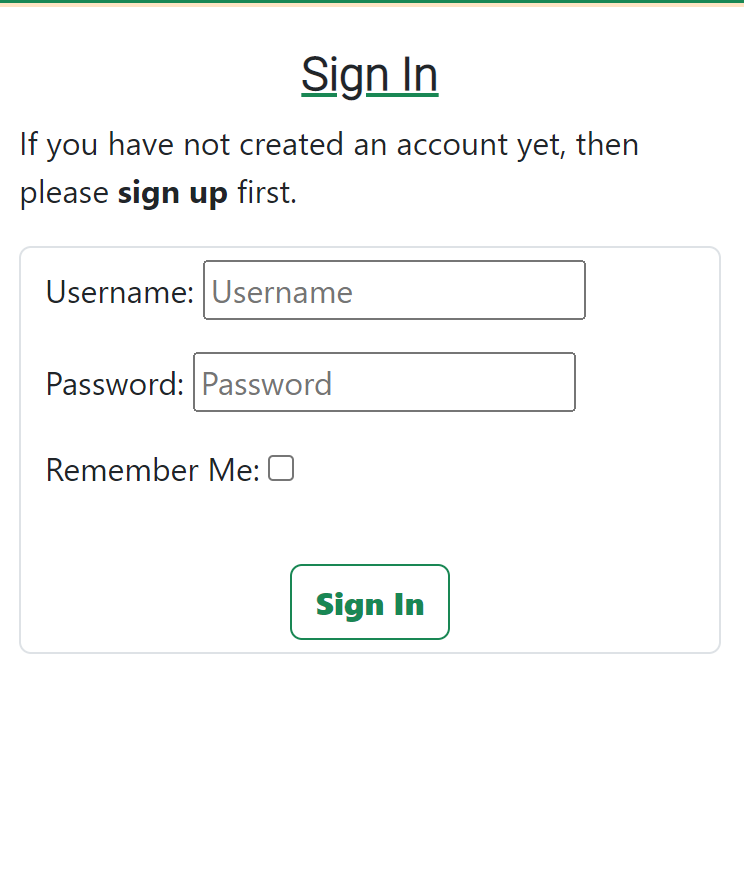 Sign In
If you have not created an account yet, then
please sign up first.
Username: Username
Password: Password
Remember Me:
Sign In